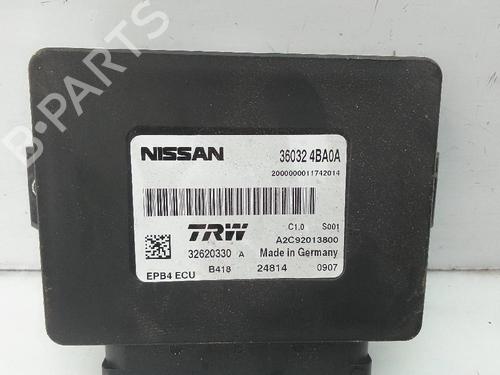 B-PARTS
NISSAN 36032 4BA0A
2000000011742014
TRW C1.0 S001
A2C92013800
32620330 A Made in Germany
EPB4 ECU B418 24814 0907